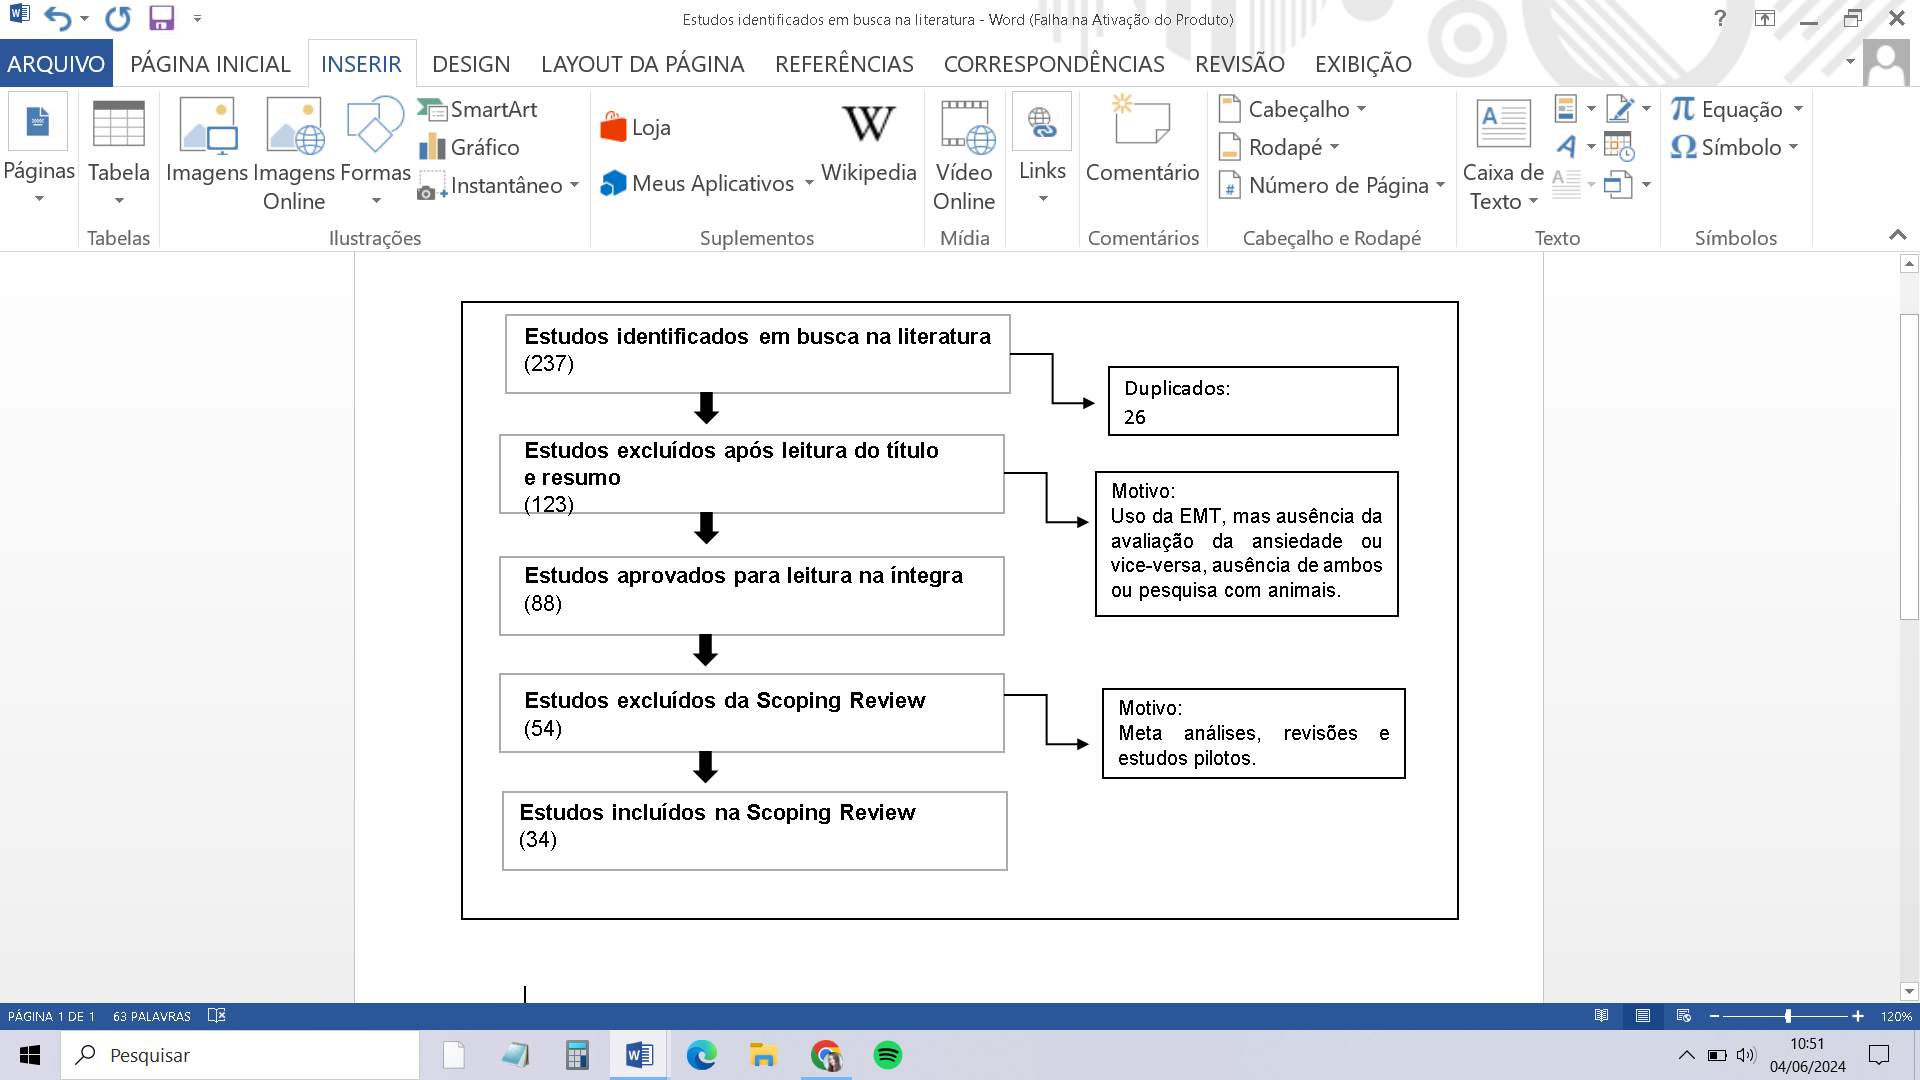 Estudos identificados em busca na literatura - Word (Falha na Ativação do Produto)
?
ARQUIVO PÁGINA INICIAL INSERIR DESIGN LAYOUT DA PÁGINA REFERÊNCIAS CORRESPONDÊNCIAS REVISÃO EXIBIÇÃO
Páginas
Tabela
Tabelas
Imagens
Imagens
Online
Formas
SmartArt
Gráfico
Instantâneo
Ilustrações
Loja
Meus Aplicativos
W
Wikipedia
Suplementos
Vídeo
Online
Mídia
Links
Comentário
Comentários
Cabeçalho
Rodapé
# Número de Página
Cabeçalho e Rodapé
A
Caixa de
Texto
A
A
Texto
π Equação
Ω Símbolo
Símbolos
Estudos identificados em busca na literatura
(237)
Duplicados:
26
Estudos excluídos após leitura do título
e resumo
(123)
Motivo:
Uso da EMT, mas ausência da
avaliação da ansiedade ou
vice-versa, ausência de ambos
ou pesquisa com animais.
Estudos aprovados para leitura na íntegra
(88)
Estudos excluídos da Scoping Review
(54)
Motivo:
Meta análises, revisões e
estudos pilotos.
Estudos incluídos na Scoping Review
(34)
PÁGINA 1 DE 1 63 PALAVRAS
120%
Pesquisar
10:51
04/06/2024